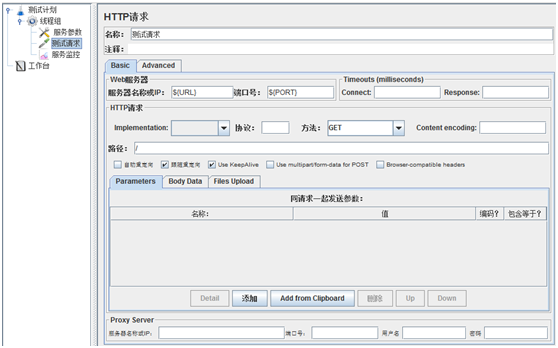 测试计划
线程组
服务参数
测试请求
服务监控
工作台
HTTP请求
名称: 测试请求
注释:
Basic Advanced
Web服务器
服务器名称或IP: ${URL} 端口号: ${PORT}
Timeouts (milliseconds)
Connect: Response:
HTTP请求
Implementation: 协议: 方法: GET Content encoding:
路径: /
自动重定向 跟随重定向 Use KeepAlive Use multipart/form-data for POST Browser-compatible headers
Parameters Body Data Files Upload
同请求一起发送参数:
名称: 值 编码? 包含等于?
Detail 添加 Add from Clipboard 删除 Up Down
Proxy Server
服务器名称或IP: 端口号: 用户名 密码